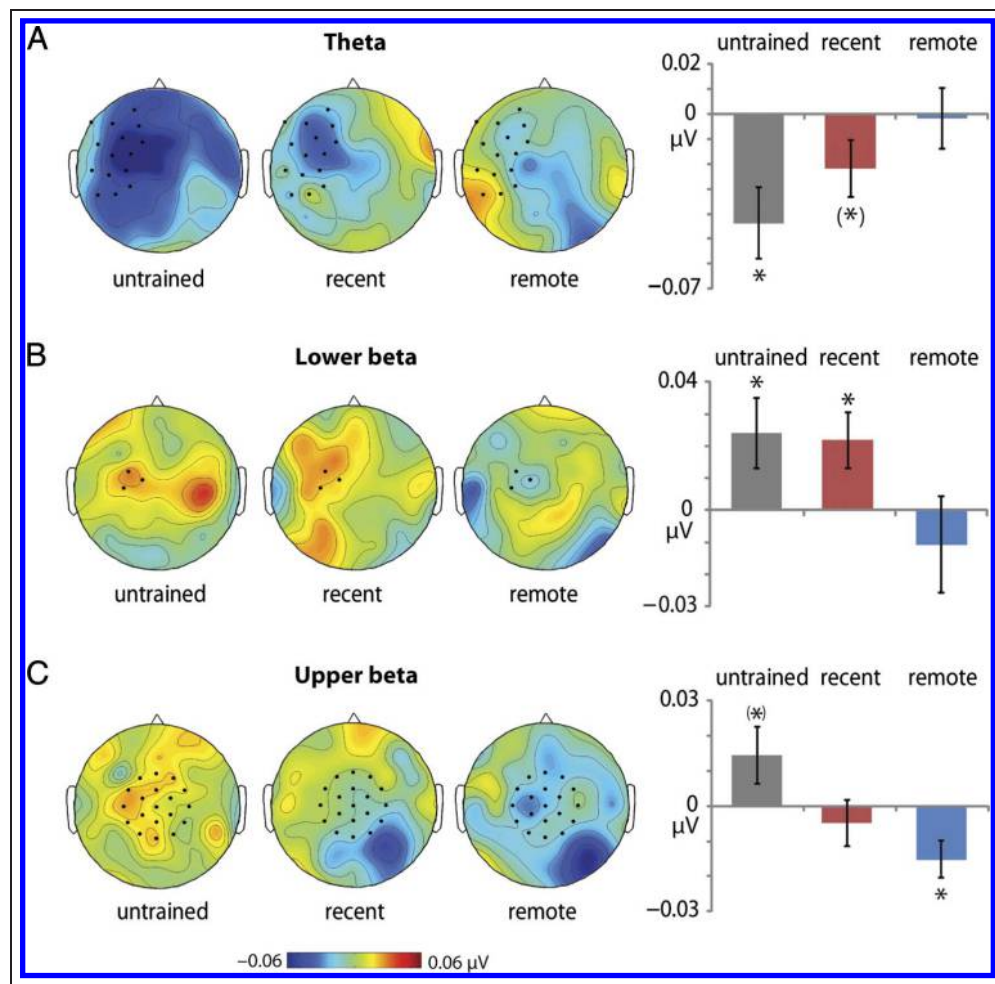 A
Theta
untrained recent remote
0.02
0
μV
(*)
*
−0.07
untrained recent remote
B
Lower beta
untrained recent remote
0.04
* *
0
μV
−0.03
untrained recent remote
C
Upper beta
untrained recent remote
0.03
(*)
0
μV
*
−0.03
untrained recent remote
−0.06 0.06 μV